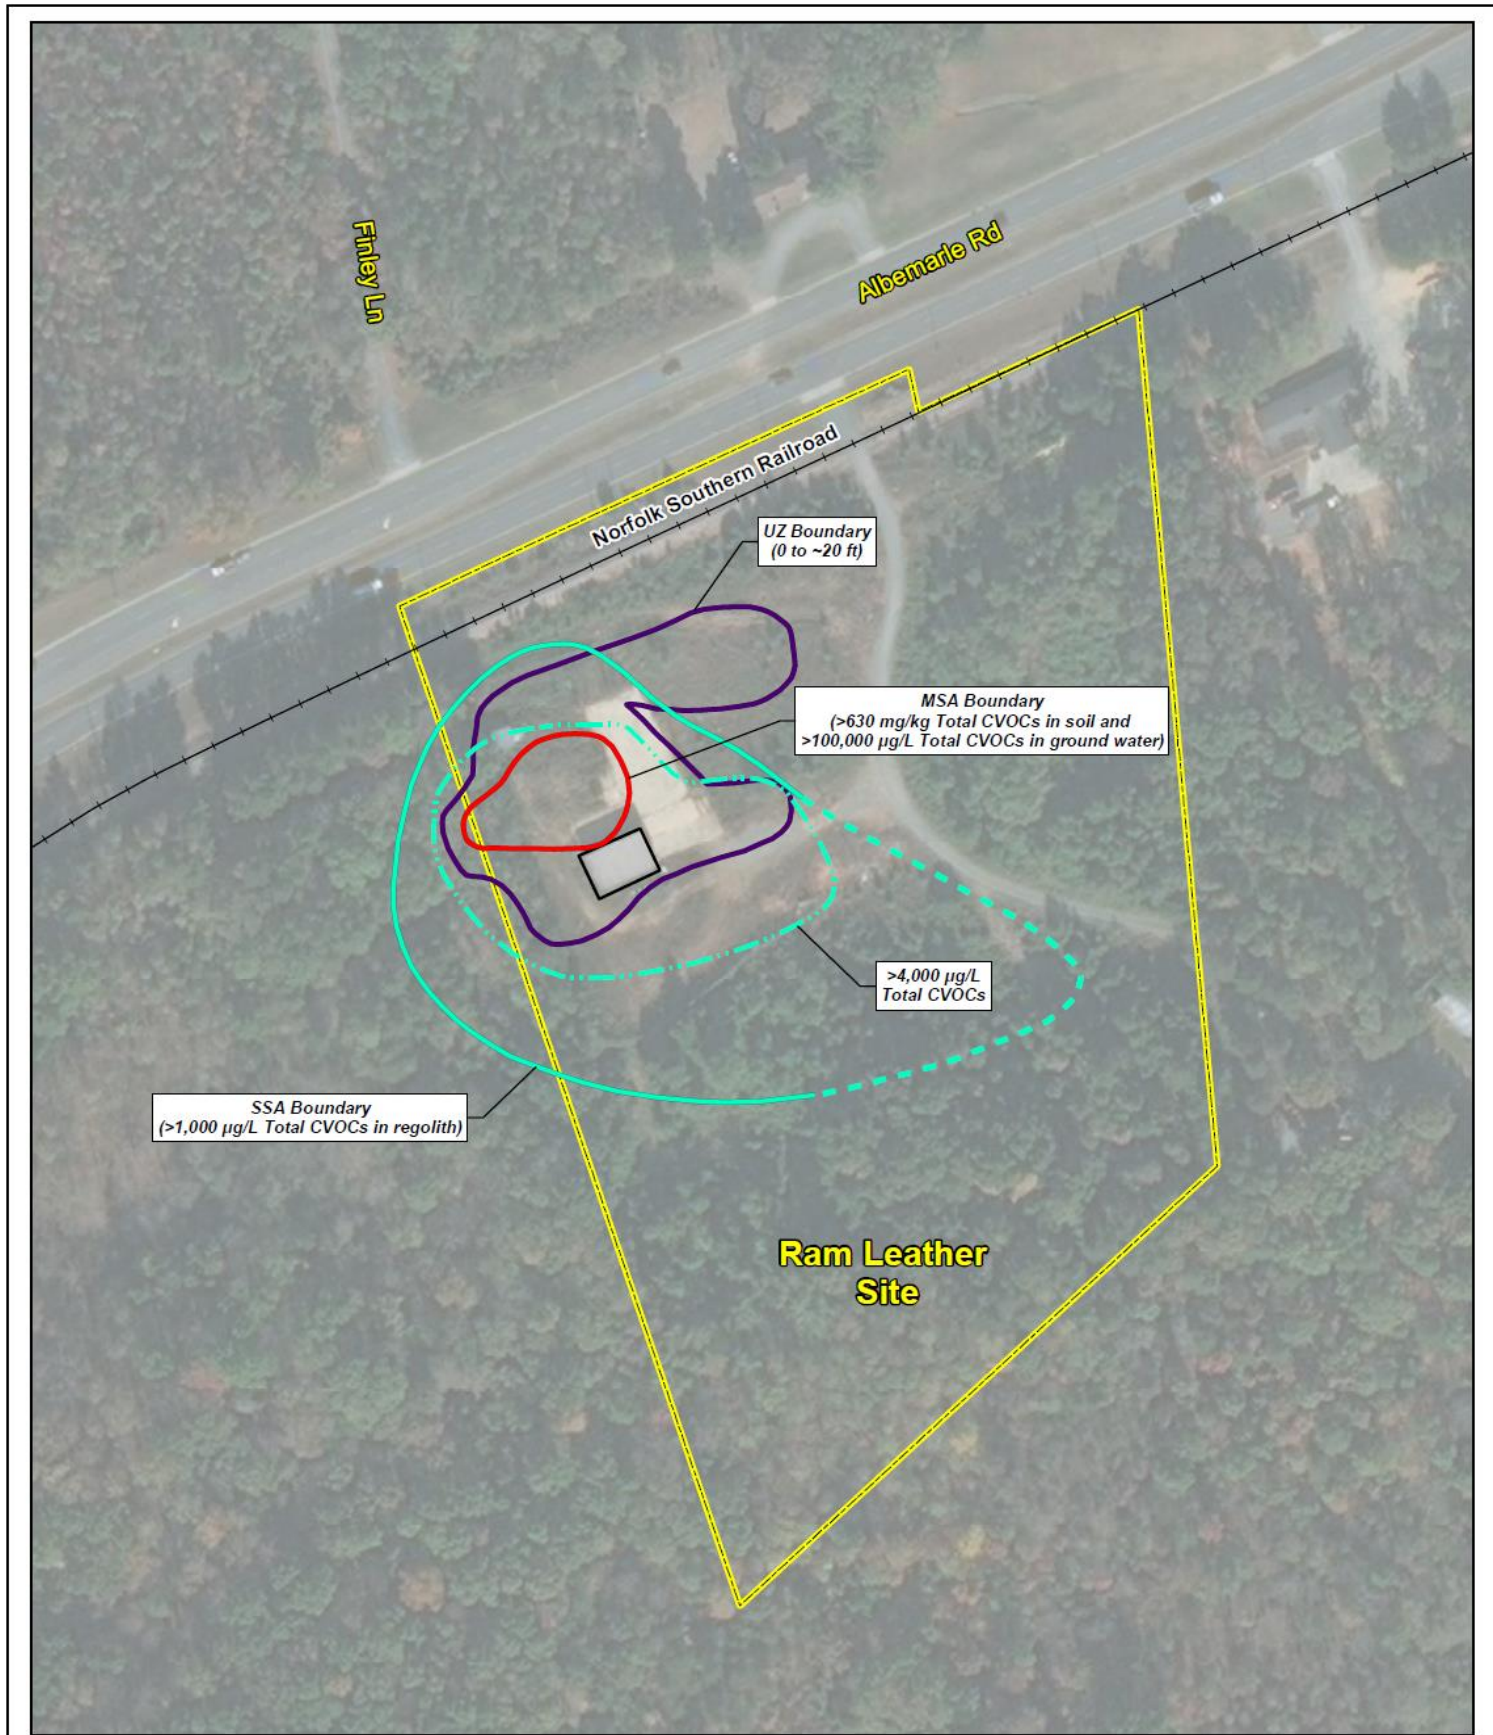 Finley Ln
Albemarle Rd
Norfolk Southern Railroad
UZ Boundary
(0 to ~20 ft)
MSA Boundary
(>630 mg/kg Total CVOCs in soil and
>100,000 µg/L Total CVOCs in ground water)
>4,000 µg/L
Total CVOCs
SSA Boundary
(>1,000 µg/L Total CVOCs in regolith)
Ram Leather
Site